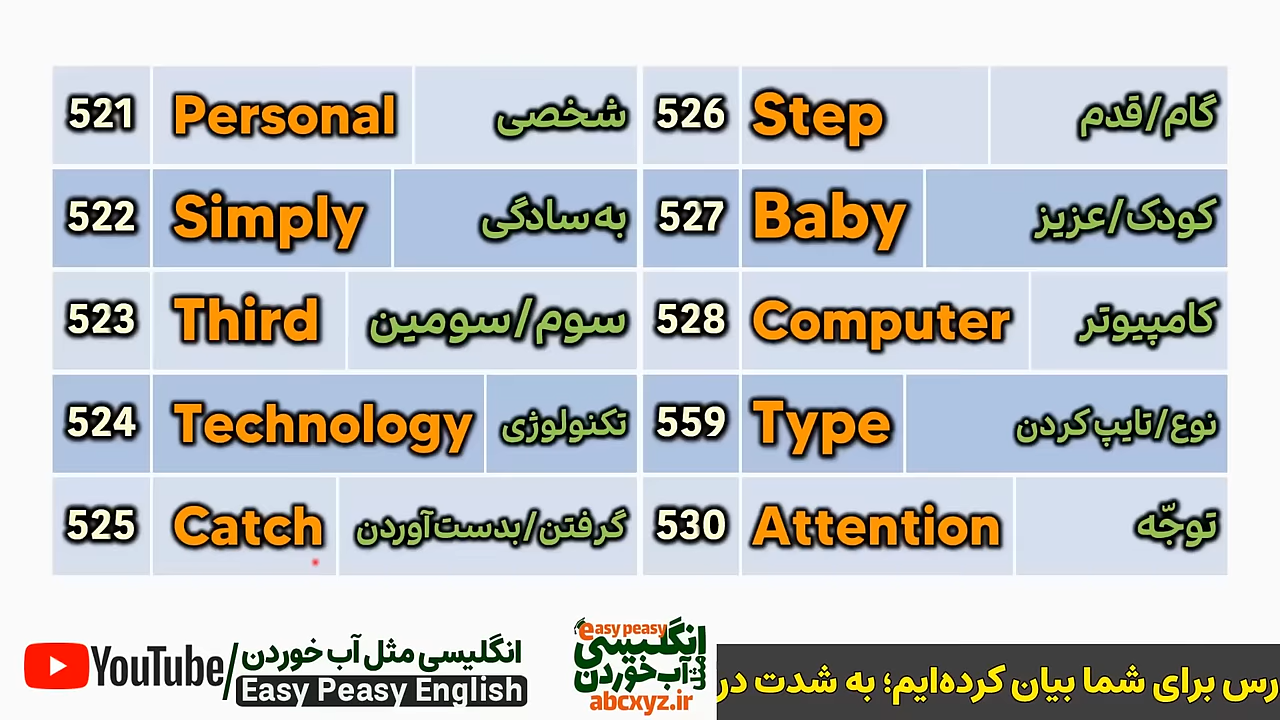 521 Personal شخصی
522 Simply به‌سادگی
523 Third سوم/سومین
524 Technology تکنولوژی
525 Catch گرفتن/بدست‌آوردن
526 Step گام/قدم
527 Baby کودک/عزیز
528 Computer کامپیوتر
559 Type نوع/تایپ‌کردن
530 Attention توجّه
YouTube/انگلیسی مثل آب خوردن
Easy Peasy English
easy peasy
انگلیسی
مثل آب خوردن
abcxyz.ir
رس برای شما بیان کرده‌ایم؛ به شدت در